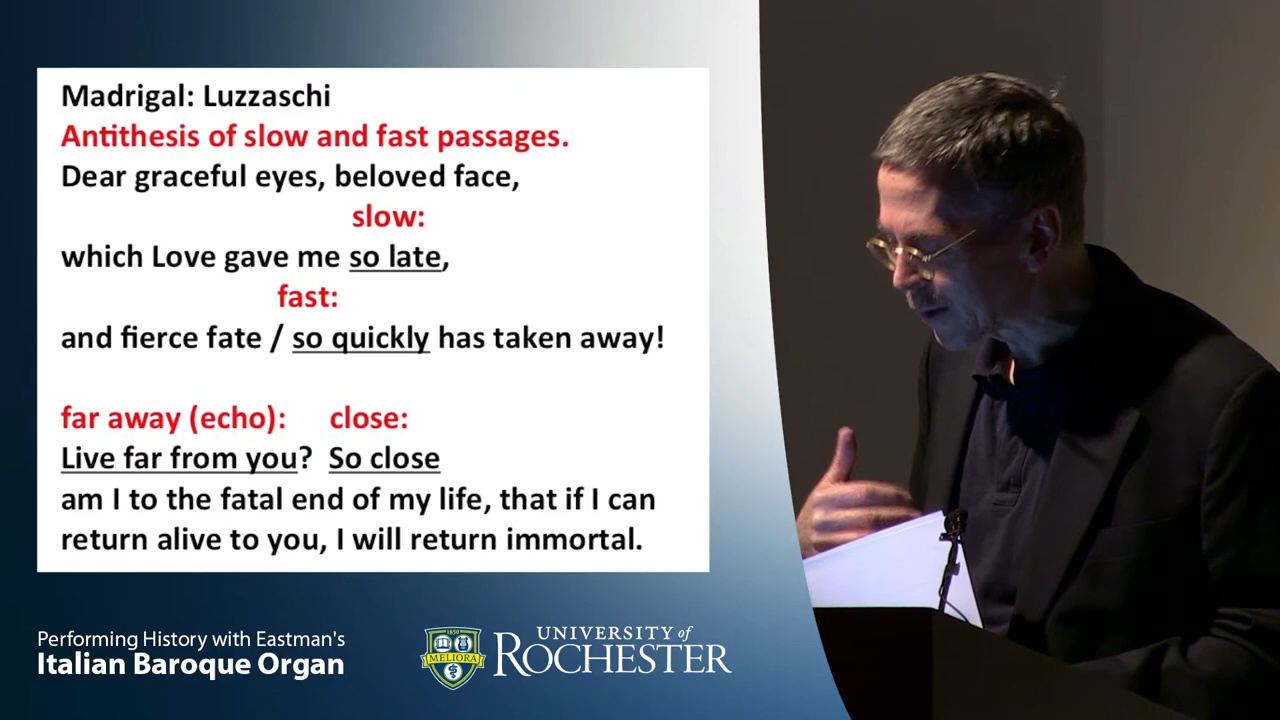 Madrigal: Luzzaschi
Antithesis of slow and fast passages.
Dear graceful eyes, beloved face,
slow:
which Love gave me so late,
fast:
and fierce fate / so quickly has taken away!
far away (echo): close:
Live far from you? So close
am I to the fatal end of my life, that if I can
return alive to you, I will return immortal.
Performing History with Eastman's
Italian Baroque Organ
1850
MELIORA
UNIVERSITY of
ROCHESTER